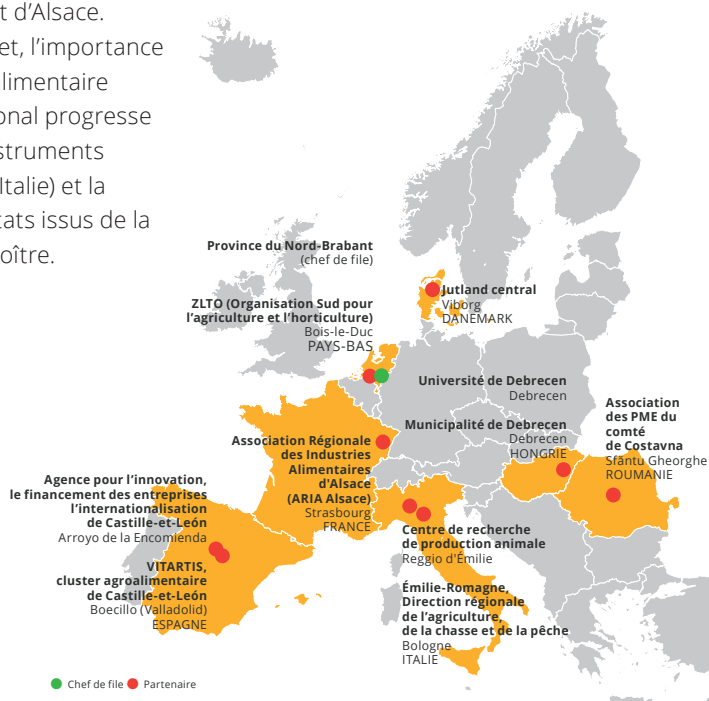 t d’Alsace.
et, l’importance
limentaire
onal progresse
struments
Italie) et la
tats issus de la
oître.
Province du Nord-Brabant
(chef de file)
ZLTO (Organisation Sud pour
l’agriculture et l’horticulture)
Bois-le-Duc
PAYS-BAS
Jutland central
Viborg
DANEMARK
Université de Debrecen
Debrecen
Municipalité de Debrecen
Debrecen
HONGRIE
Association
des PME du
comté
de Costavna
Sfântu Gheorghe
ROUMANIE
Association Régionale
des Industries
Alimentaires
d'Alsace
(ARIA Alsace)
Strasbourg
FRANCE
Agence pour l’innovation,
le financement des entreprises
l’internationalisation
de Castille-et-León
Arroyo de la Encomienda
VITARTIS,
cluster agroalimentaire
de Castille-et-León
Boecillo (Valladolid)
ESPAGNE
Centre de recherche
de production animale
Reggio d'Émilie
Émilie-Romagne,
Direction régionale
de l’agriculture,
de la chasse et de la pêche
Bologne
ITALIE
Chef de file Partenaire